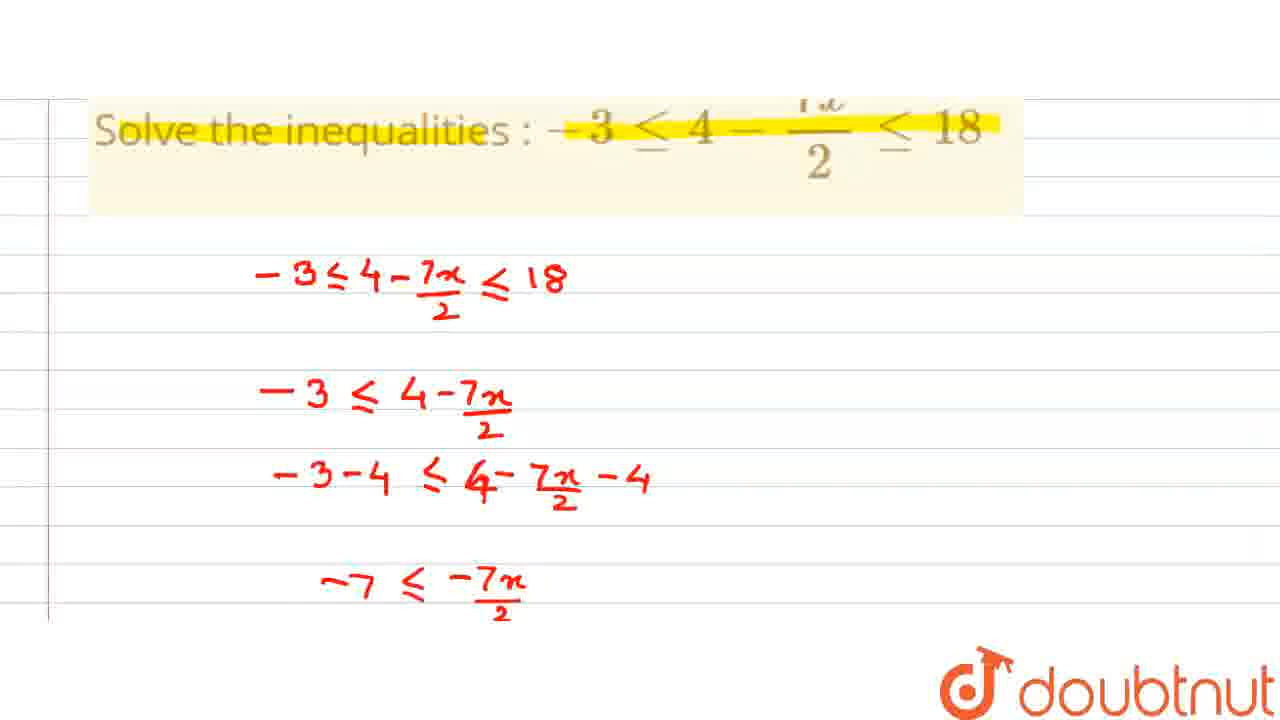 Solve the inequalities : − 3 ≤ 4 − 7x/2 ≤ 18
− 3 ≤ 4 − 7x/2 ≤ 18
− 3 ≤ 4 − 7x/2
− 3 − 4 ≤ 4 − 7x/2 − 4
−7 ≤ −7x/2
doubtnut